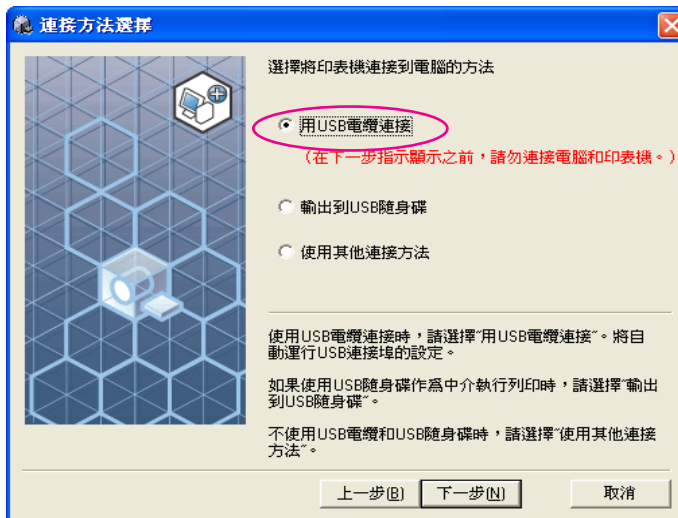 連接方法選擇
選擇將印表機連接到電腦的方法
用USB電纜連接
(在下一步指示顯示之前，請勿連接電腦和印表機。)
輸出到USB隨身碟
使用其他連接方法
使用USB電纜連接時，請選擇"用USB電纜連接"。將自
動運行USB連接埠的設定。
如果使用USB隨身碟作為中介執行列印時，請選擇"輸出
到USB隨身碟"。
不使用USB電纜和USB隨身碟時，請選擇"使用其他連接
方法"。
上一步(B) 下一步(N) 取消